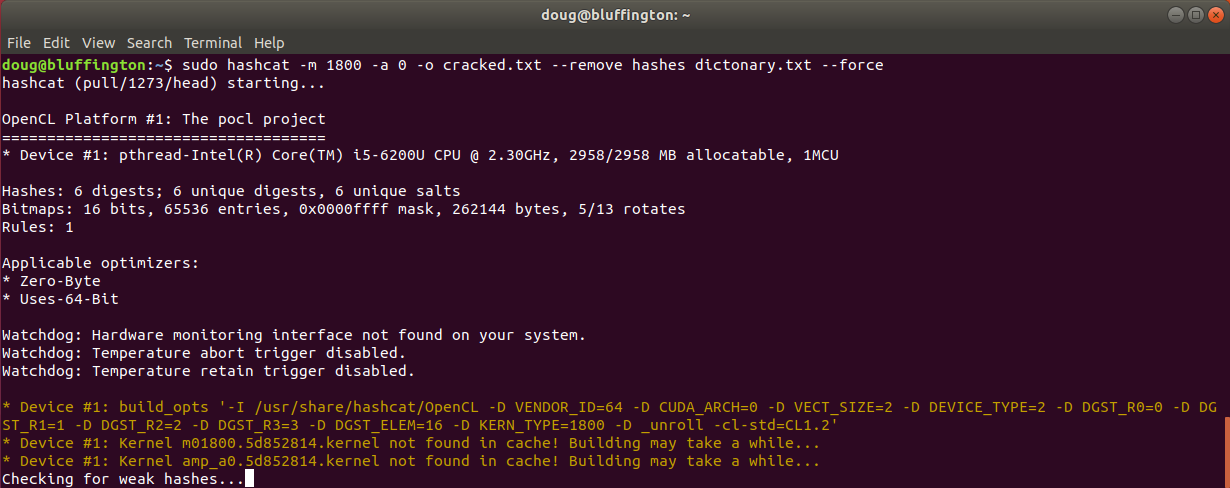 doug@bluffington: ~
File Edit View Search Terminal Help
doug@bluffington:~$ sudo hashcat -m 1800 -a 0 -o cracked.txt --remove hashes dictonary.txt --force
hashcat (pull/1273/head) starting...
OpenCL Platform #1: The pocl project
====================================
* Device #1: pthread-Intel(R) Core(TM) i5-6200U CPU @ 2.30GHz, 2958/2958 MB allocatable, 1MCU
Hashes: 6 digests; 6 unique digests, 6 unique salts
Bitmaps: 16 bits, 65536 entries, 0x0000ffff mask, 262144 bytes, 5/13 rotates
Rules: 1
Applicable optimizers:
* Zero-Byte
* Uses-64-Bit
Watchdog: Hardware monitoring interface not found on your system.
Watchdog: Temperature abort trigger disabled.
Watchdog: Temperature retain trigger disabled.
* Device #1: build_opts '-I /usr/share/hashcat/OpenCL -D VENDOR_ID=64 -D CUDA_ARCH=0 -D VECT_SIZE=2 -D DEVICE_TYPE=2 -D DGST_R0=0 -D DG
ST_R1=1 -D DGST_R2=2 -D DGST_R3=3 -D DGST_ELEM=16 -D KERN_TYPE=1800 -D _unroll -cl-std=CL1.2'
* Device #1: Kernel m01800.5d852814.kernel not found in cache! Building may take a while...
* Device #1: Kernel amp_a0.5d852814.kernel not found in cache! Building may take a while...
Checking for weak hashes...